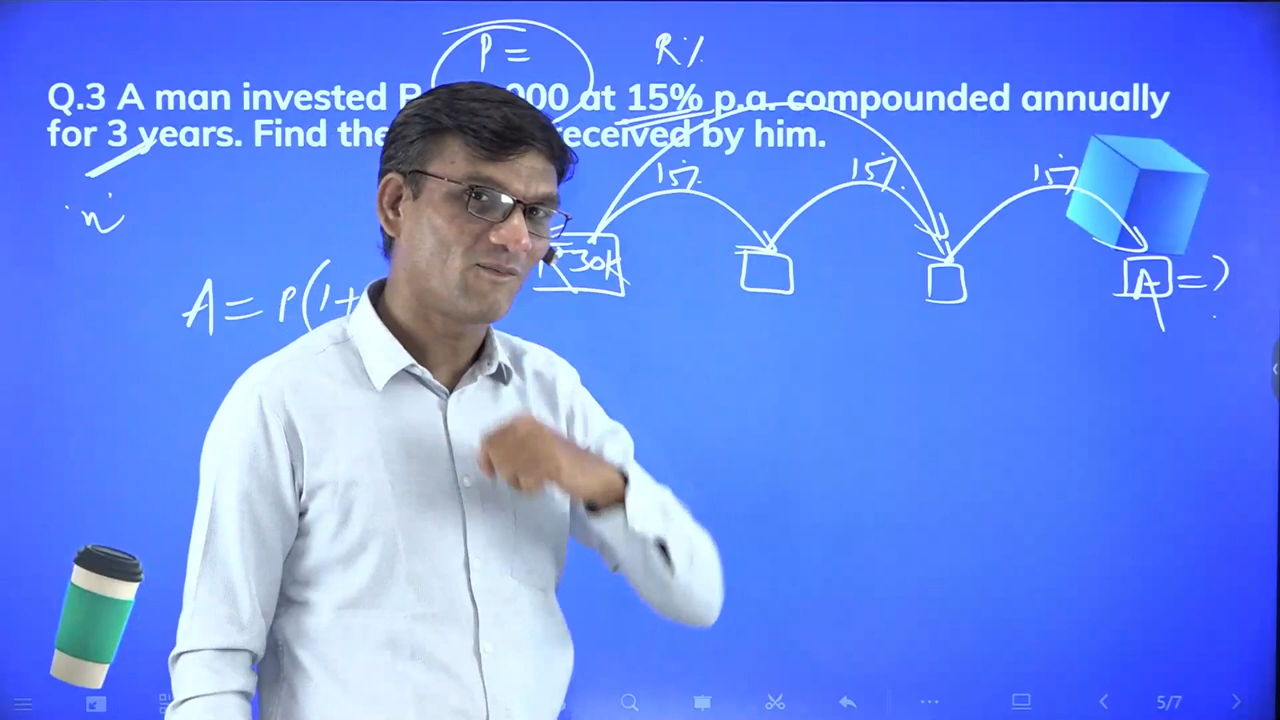 P =
R%
Q.3 A man invested R 000 at 15% p.a. compounded annually
for 3 years. Find the received by him.
15%
15%
15%
'n'
30K
A = ?
A = P(1+
5/7